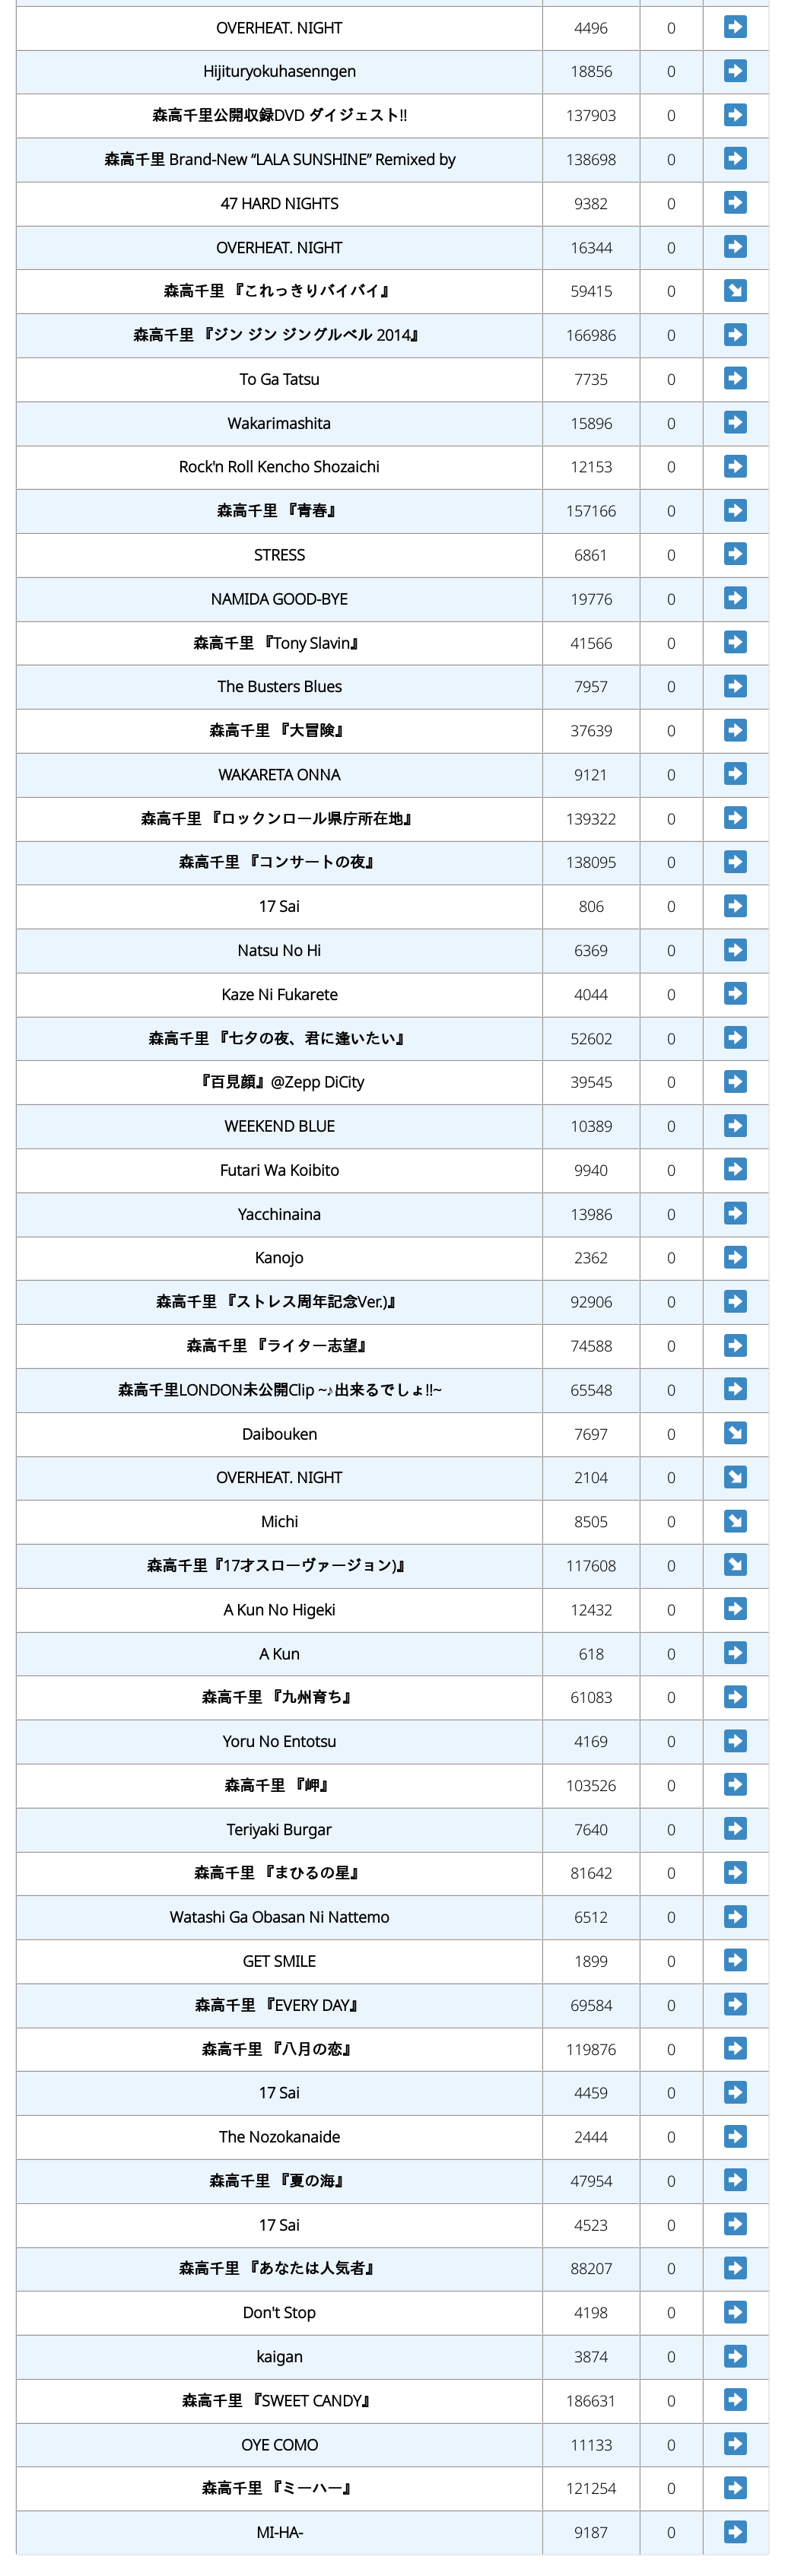 OVERHEAT. NIGHT 4496 0
Hijituryokuhasenngen 18856 0
森高千里公開収録DVD ダイジェスト!! 137903 0
森高千里 Brand-New “LALA SUNSHINE” Remixed by 138698 0
47 HARD NIGHTS 9382 0
OVERHEAT. NIGHT 16344 0
森高千里 『これっきりバイバイ』 59415 0
森高千里 『ジン ジン ジングルベル 2014』 166986 0
To Ga Tatsu 7735 0
Wakarimashita 15896 0
Rock'n Roll Kencho Shozaichi 12153 0
森高千里 『青春』 157166 0
STRESS 6861 0
NAMIDA GOOD-BYE 19776 0
森高千里 『Tony Slavin』 41566 0
The Busters Blues 7957 0
森高千里 『大冒険』 37639 0
WAKARETA ONNA 9121 0
森高千里 『ロックンロール県庁所在地』 139322 0
森高千里 『コンサートの夜』 138095 0
17 Sai 806 0
Natsu No Hi 6369 0
Kaze Ni Fukarete 4044 0
森高千里 『七夕の夜、君に逢いたい』 52602 0
『百見顔』@Zepp DiCity 39545 0
WEEKEND BLUE 10389 0
Futari Wa Koibito 9940 0
Yacchinaina 13986 0
Kanojo 2362 0
森高千里 『ストレス周年記念Ver.)』 92906 0
森高千里 『ライター志望』 74588 0
森高千里LONDON未公開Clip ~♪出来るでしょ!!~ 65548 0
Daibouken 7697 0
OVERHEAT. NIGHT 2104 0
Michi 8505 0
森高千里『17才スローヴァージョン)』 117608 0
A Kun No Higeki 12432 0
A Kun 618 0
森高千里 『九州育ち』 61083 0
Yoru No Entotsu 4169 0
森高千里 『岬』 103526 0
Teriyaki Burgar 7640 0
森高千里 『まひるの星』 81642 0
Watashi Ga Obasan Ni Nattemo 6512 0
GET SMILE 1899 0
森高千里 『EVERY DAY』 69584 0
森高千里 『八月の恋』 119876 0
17 Sai 4459 0
The Nozokanaide 2444 0
森高千里 『夏の海』 47954 0
17 Sai 4523 0
森高千里 『あなたは人気者』 88207 0
Don't Stop 4198 0
kaigan 3874 0
森高千里 『SWEET CANDY』 186631 0
OYE COMO 11133 0
森高千里 『ミーハー』 121254 0
MI-HA- 9187 0